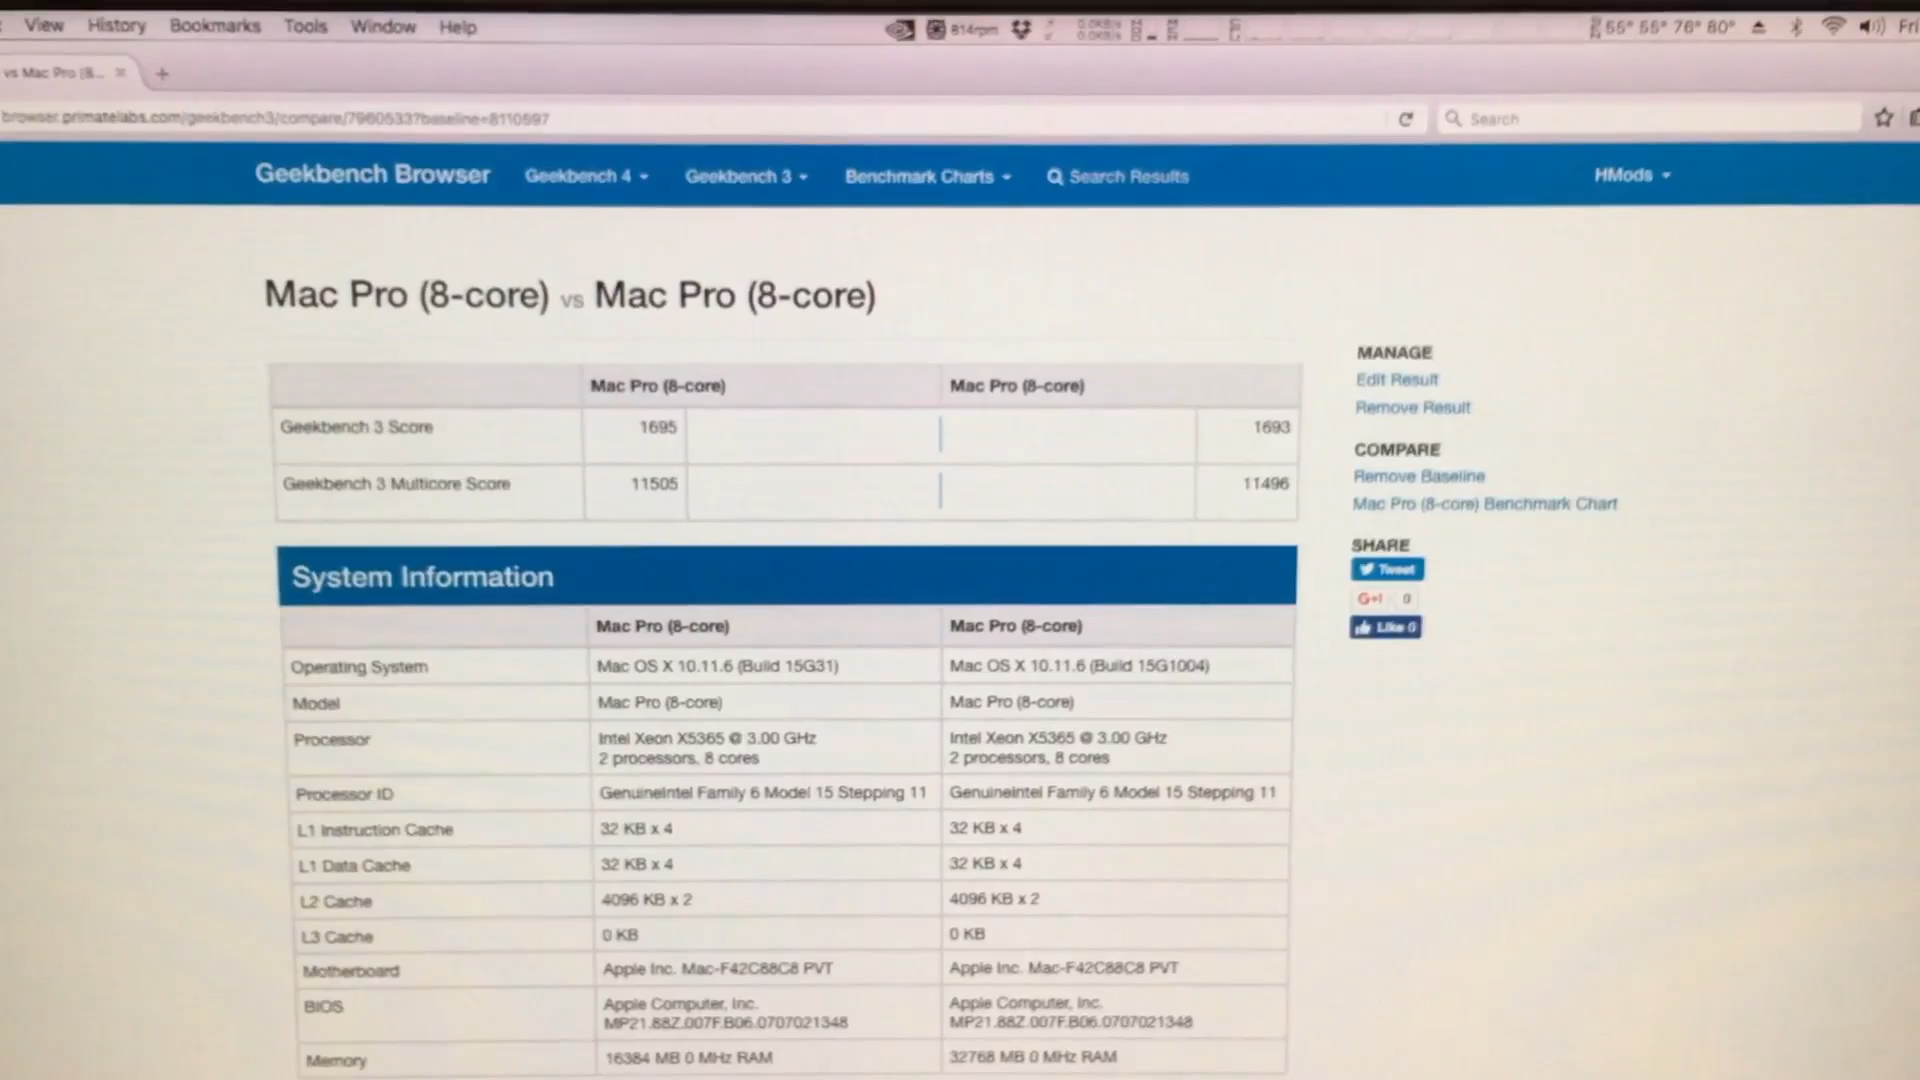 View History Bookmarks Tools Window Help 814rpm 55° 55° 76° 80° Fri
vs Mac Pro (8... × +
browser.primatelabs.com/geekbench3/compare/7960533?baseline=8110597 Search
Geekbench Browser Geekbench 4 Geekbench 3 Benchmark Charts Search Results HMods
Mac Pro (8-core) vs Mac Pro (8-core)
Mac Pro (8-core) Mac Pro (8-core)
Geekbench 3 Score 1695 1693
Geekbench 3 Multicore Score 11505 11496
MANAGE
Edit Result
Remove Result
COMPARE
Remove Baseline
Mac Pro (8-core) Benchmark Chart
SHARE
Tweet
G+1 0
Like 0
System Information
Mac Pro (8-core) Mac Pro (8-core)
Operating System Mac OS X 10.11.6 (Build 15G31) Mac OS X 10.11.6 (Build 15G1004)
Model Mac Pro (8-core) Mac Pro (8-core)
Processor Intel Xeon X5365 @ 3.00 GHz Intel Xeon X5365 @ 3.00 GHz
2 processors, 8 cores 2 processors, 8 cores
Processor ID GenuineIntel Family 6 Model 15 Stepping 11 GenuineIntel Family 6 Model 15 Stepping 11
L1 Instruction Cache 32 KB x 4 32 KB x 4
L1 Data Cache 32 KB x 4 32 KB x 4
L2 Cache 4096 KB x 2 4096 KB x 2
L3 Cache 0 KB 0 KB
Motherboard Apple Inc. Mac-F42C88C8 PVT Apple Inc. Mac-F42C88C8 PVT
BIOS Apple Computer, Inc. Apple Computer, Inc.
MP21.88Z.007F.B06.0707021348 MP21.88Z.007F.B06.0707021348
Memory 16384 MB 0 MHz RAM 32768 MB 0 MHz RAM